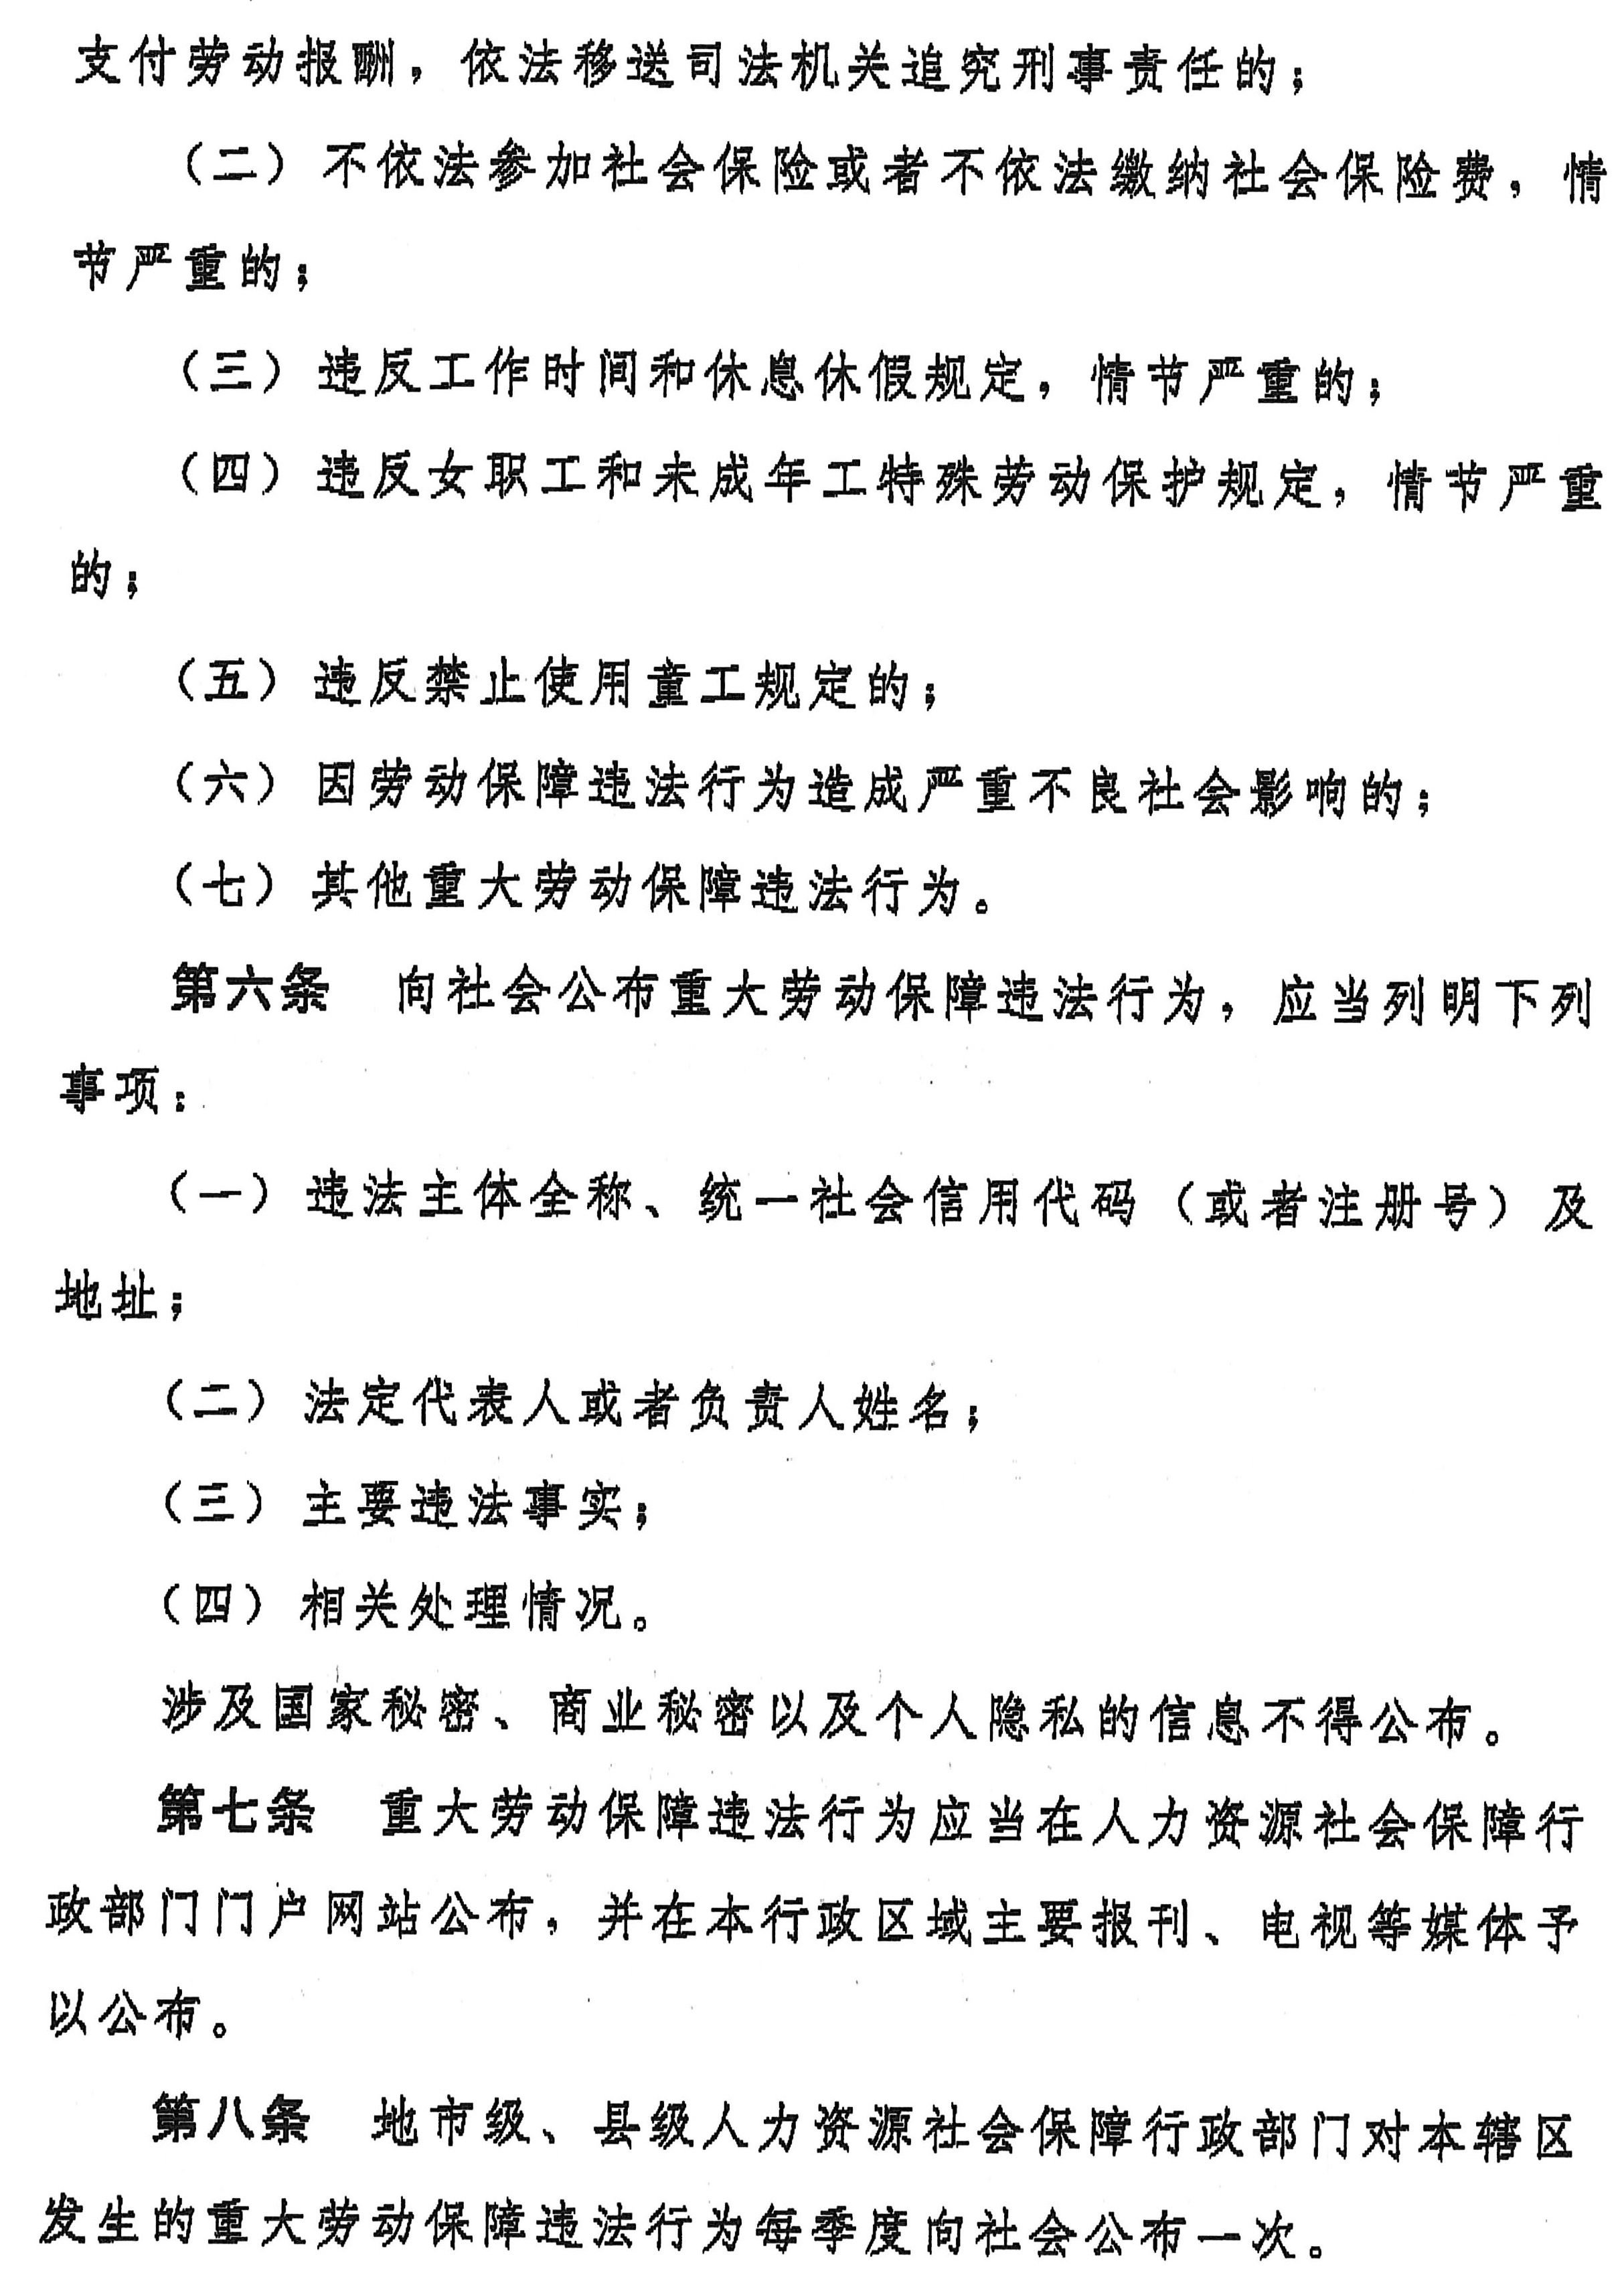 支付劳动报酬，依法移送司法机关追究刑事责任的；
（二）不依法参加社会保险或者不依法缴纳社会保险费，情
节严重的；
（三）违反工作时间和休息休假规定，情节严重的；
（四）违反女职工和未成年工特殊劳动保护规定，情节严重
的；
（五）违反禁止使用童工规定的；
（六）因劳动保障违法行为造成严重不良社会影响的；
（七）其他重大劳动保障违法行为。
第六条　向社会公布重大劳动保障违法行为，应当列明下列
事项：
（一）违法主体全称、统一社会信用代码（或者注册号）及
地址；
（二）法定代表人或者负责人姓名；
（三）主要违法事实；
（四）相关处理情况。
涉及国家秘密、商业秘密以及个人隐私的信息不得公布。
第七条　重大劳动保障违法行为应当在人力资源社会保障行
政部门门户网站公布，并在本行政区域主要报刊、电视等媒体予
以公布。
第八条　地市级、县级人力资源社会保障行政部门对本辖区
发生的重大劳动保障违法行为每季度向社会公布一次。